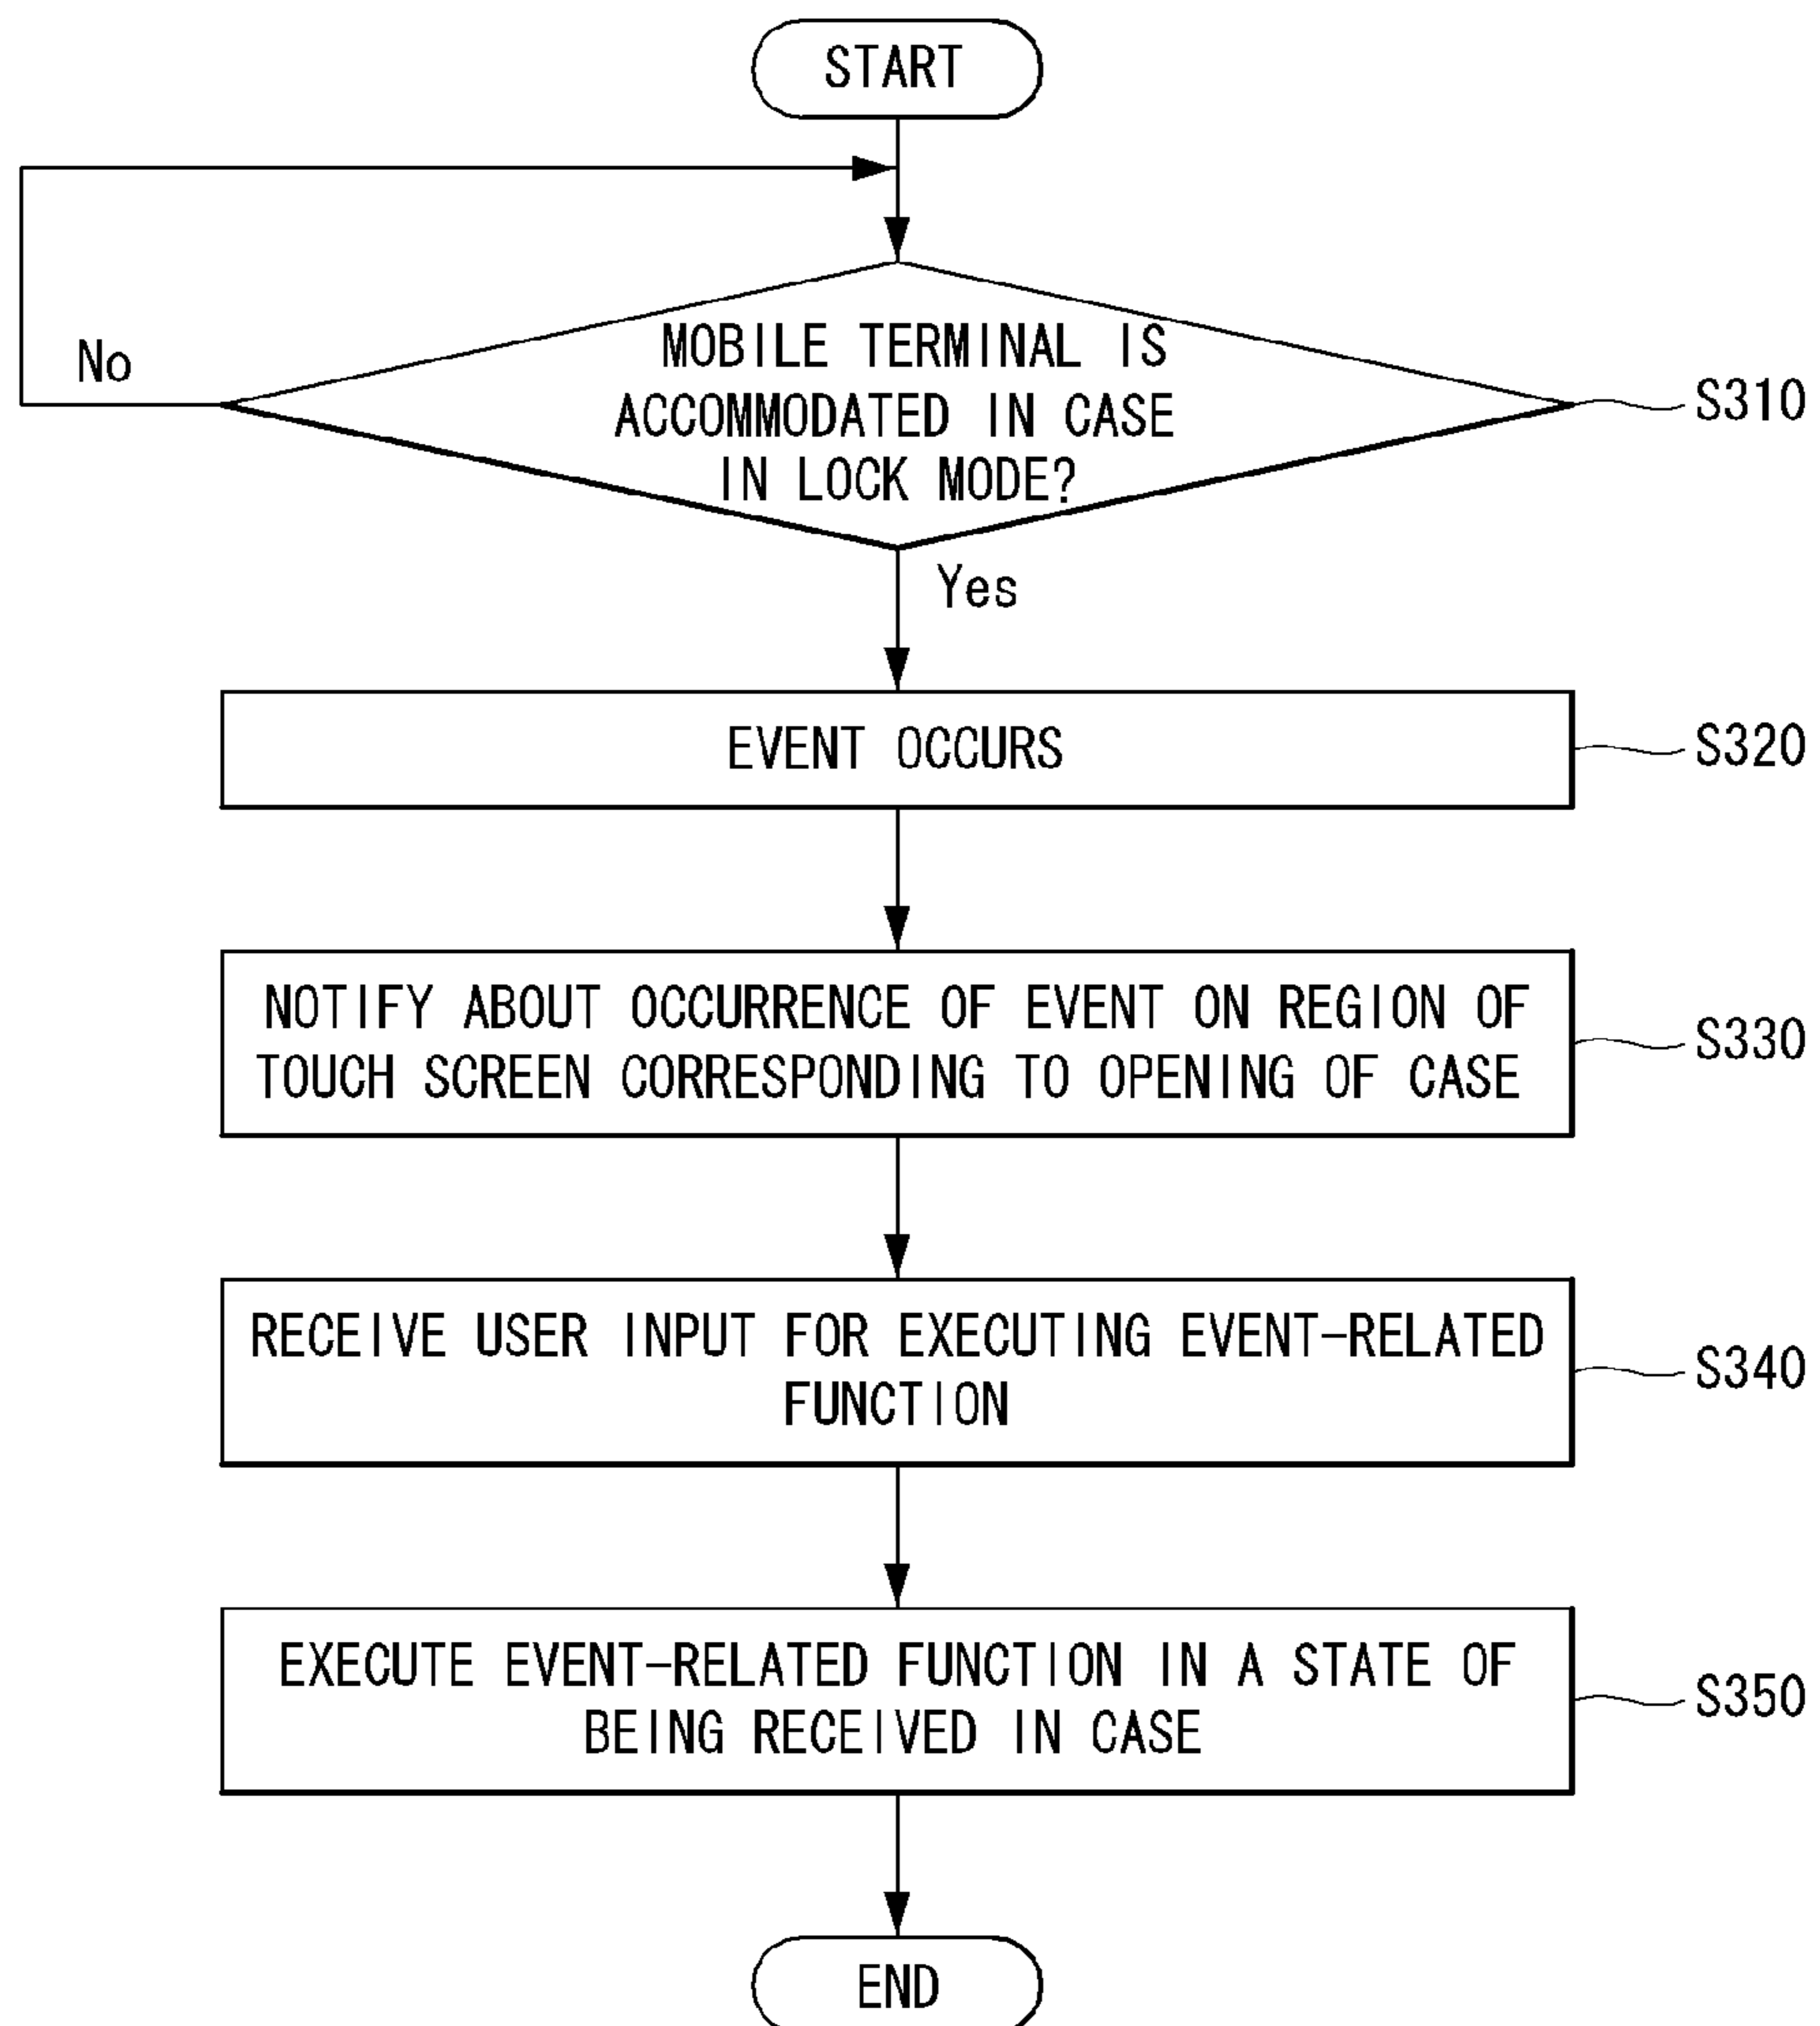 START
No
MOBILE TERMINAL IS
ACCOMMODATED IN CASE
IN LOCK MODE?
S310
Yes
EVENT OCCURS
S320
NOTIFY ABOUT OCCURRENCE OF EVENT ON REGION OF
TOUCH SCREEN CORRESPONDING TO OPENING OF CASE
S330
RECEIVE USER INPUT FOR EXECUTING EVENT-RELATED
FUNCTION
S340
EXECUTE EVENT-RELATED FUNCTION IN A STATE OF
BEING RECEIVED IN CASE
S350
END